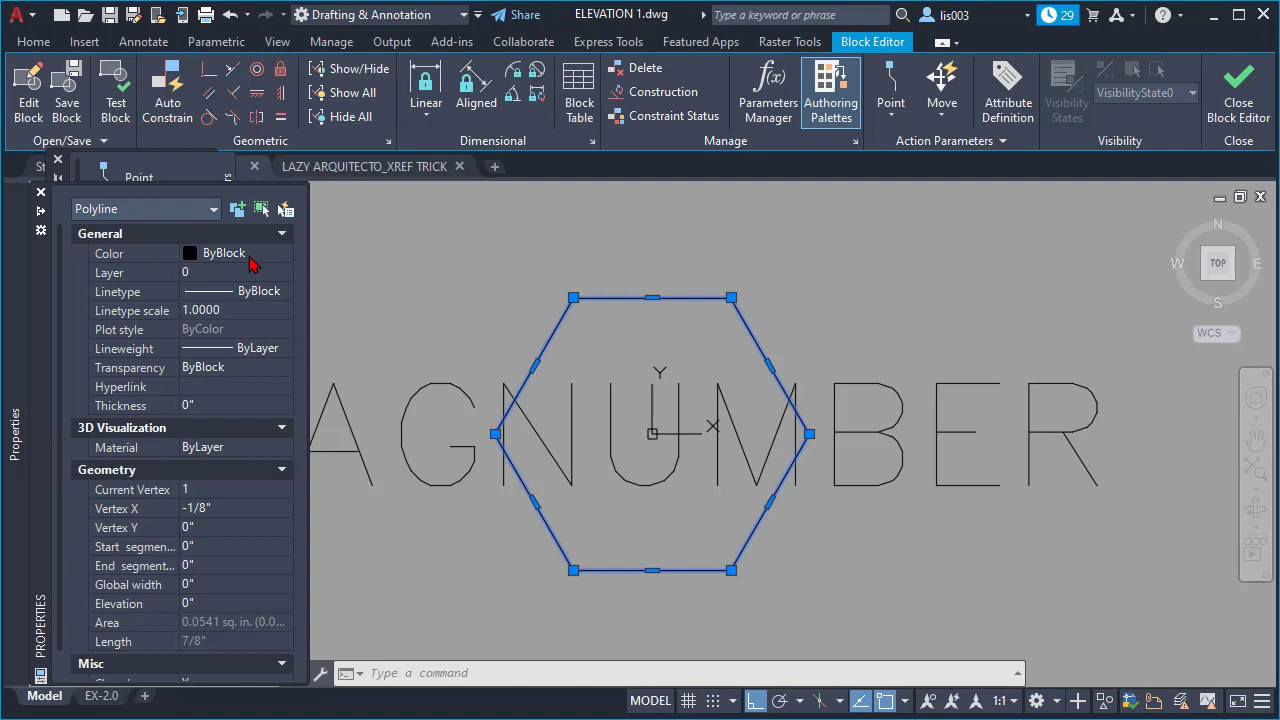 Drafting & Annotation Share ELEVATION 1.dwg Type a keyword or phrase lis003 29
Home Insert Annotate Parametric View Manage Output Add-ins Collaborate Express Tools Featured Apps Raster Tools Block Editor
Edit Block
Save Block
Test Block
Open/Save
Auto Constrain
Show/Hide
Show All
Hide All
Geometric
Linear
Aligned
Block Table
Dimensional
Delete
Construction
Constraint Status
Parameters Manager
Authoring Palettes
Manage
Point
Move
Attribute Definition
Action Parameters
Visibility States
VisibilityState0
Visibility
Close Block Editor
Close
LAZY ARQUITECTO_XREF TRICK
Point
Polyline
General
Color ByBlock
Layer 0
Linetype ByBlock
Linetype scale 1.0000
Plot style ByColor
Lineweight ByLayer
Transparency ByBlock
Hyperlink
Thickness 0"
3D Visualization
Material ByLayer
Geometry
Current Vertex 1
Vertex X -1/8"
Vertex Y 0"
Start segmen... 0"
End segment... 0"
Global width 0"
Elevation 0"
Area 0.0541 sq. in. (0.0...
Length 7/8"
Misc
Properties
PROPERTIES
AGNUMBER
Y
X
N
W TOP E
S
WCS
Type a command
Model EX-2.0
MODEL 1:1